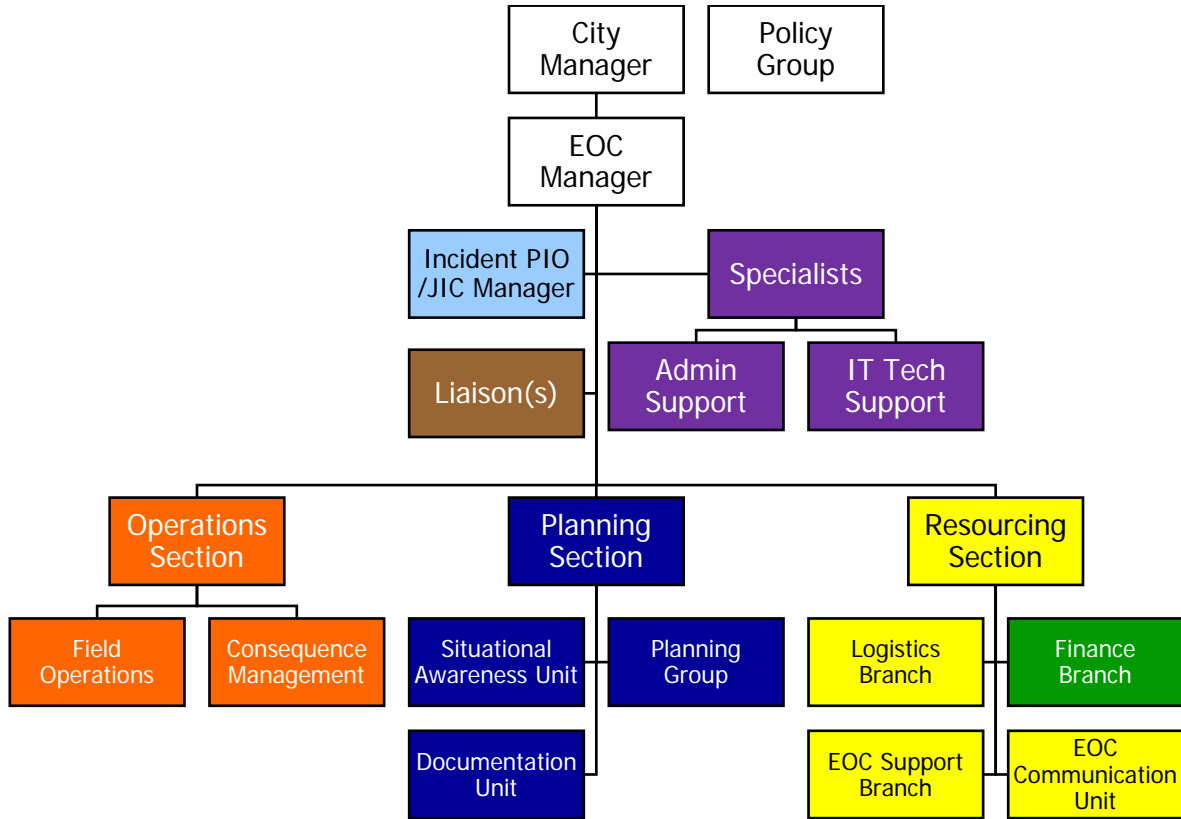 City
Manager
Policy
Group
EOC
Manager
Incident PIO
/JIC Manager
Specialists
Liaison(s)
Admin
Support
IT Tech
Support
Operations
Section
Planning
Section
Resourcing
Section
Field
Operations
Consequence
Management
Situational
Awareness Unit
Planning
Group
Logistics
Branch
Finance
Branch
Documentation
Unit
EOC Support
Branch
EOC
Communication
Unit